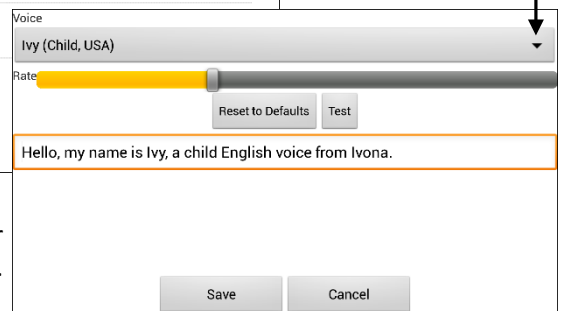 Voice
Ivy (Child, USA)
Rate
Reset to Defaults Test
Hello, my name is Ivy, a child English voice from Ivona.
Save Cancel